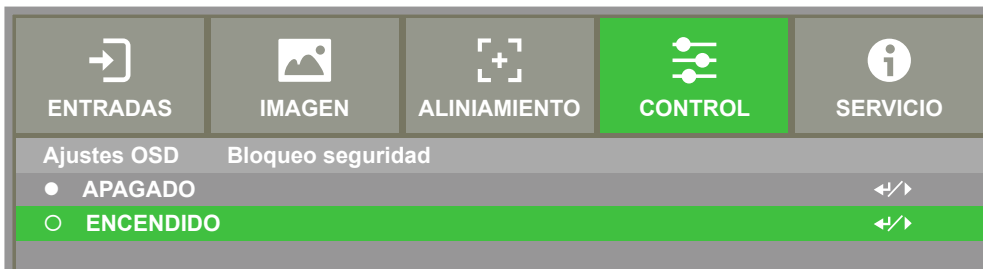 ENTRADAS IMAGEN ALINIAMIENTO CONTROL SERVICIO
Ajustes OSD Bloqueo seguridad
APAGADO
ENCENDIDO